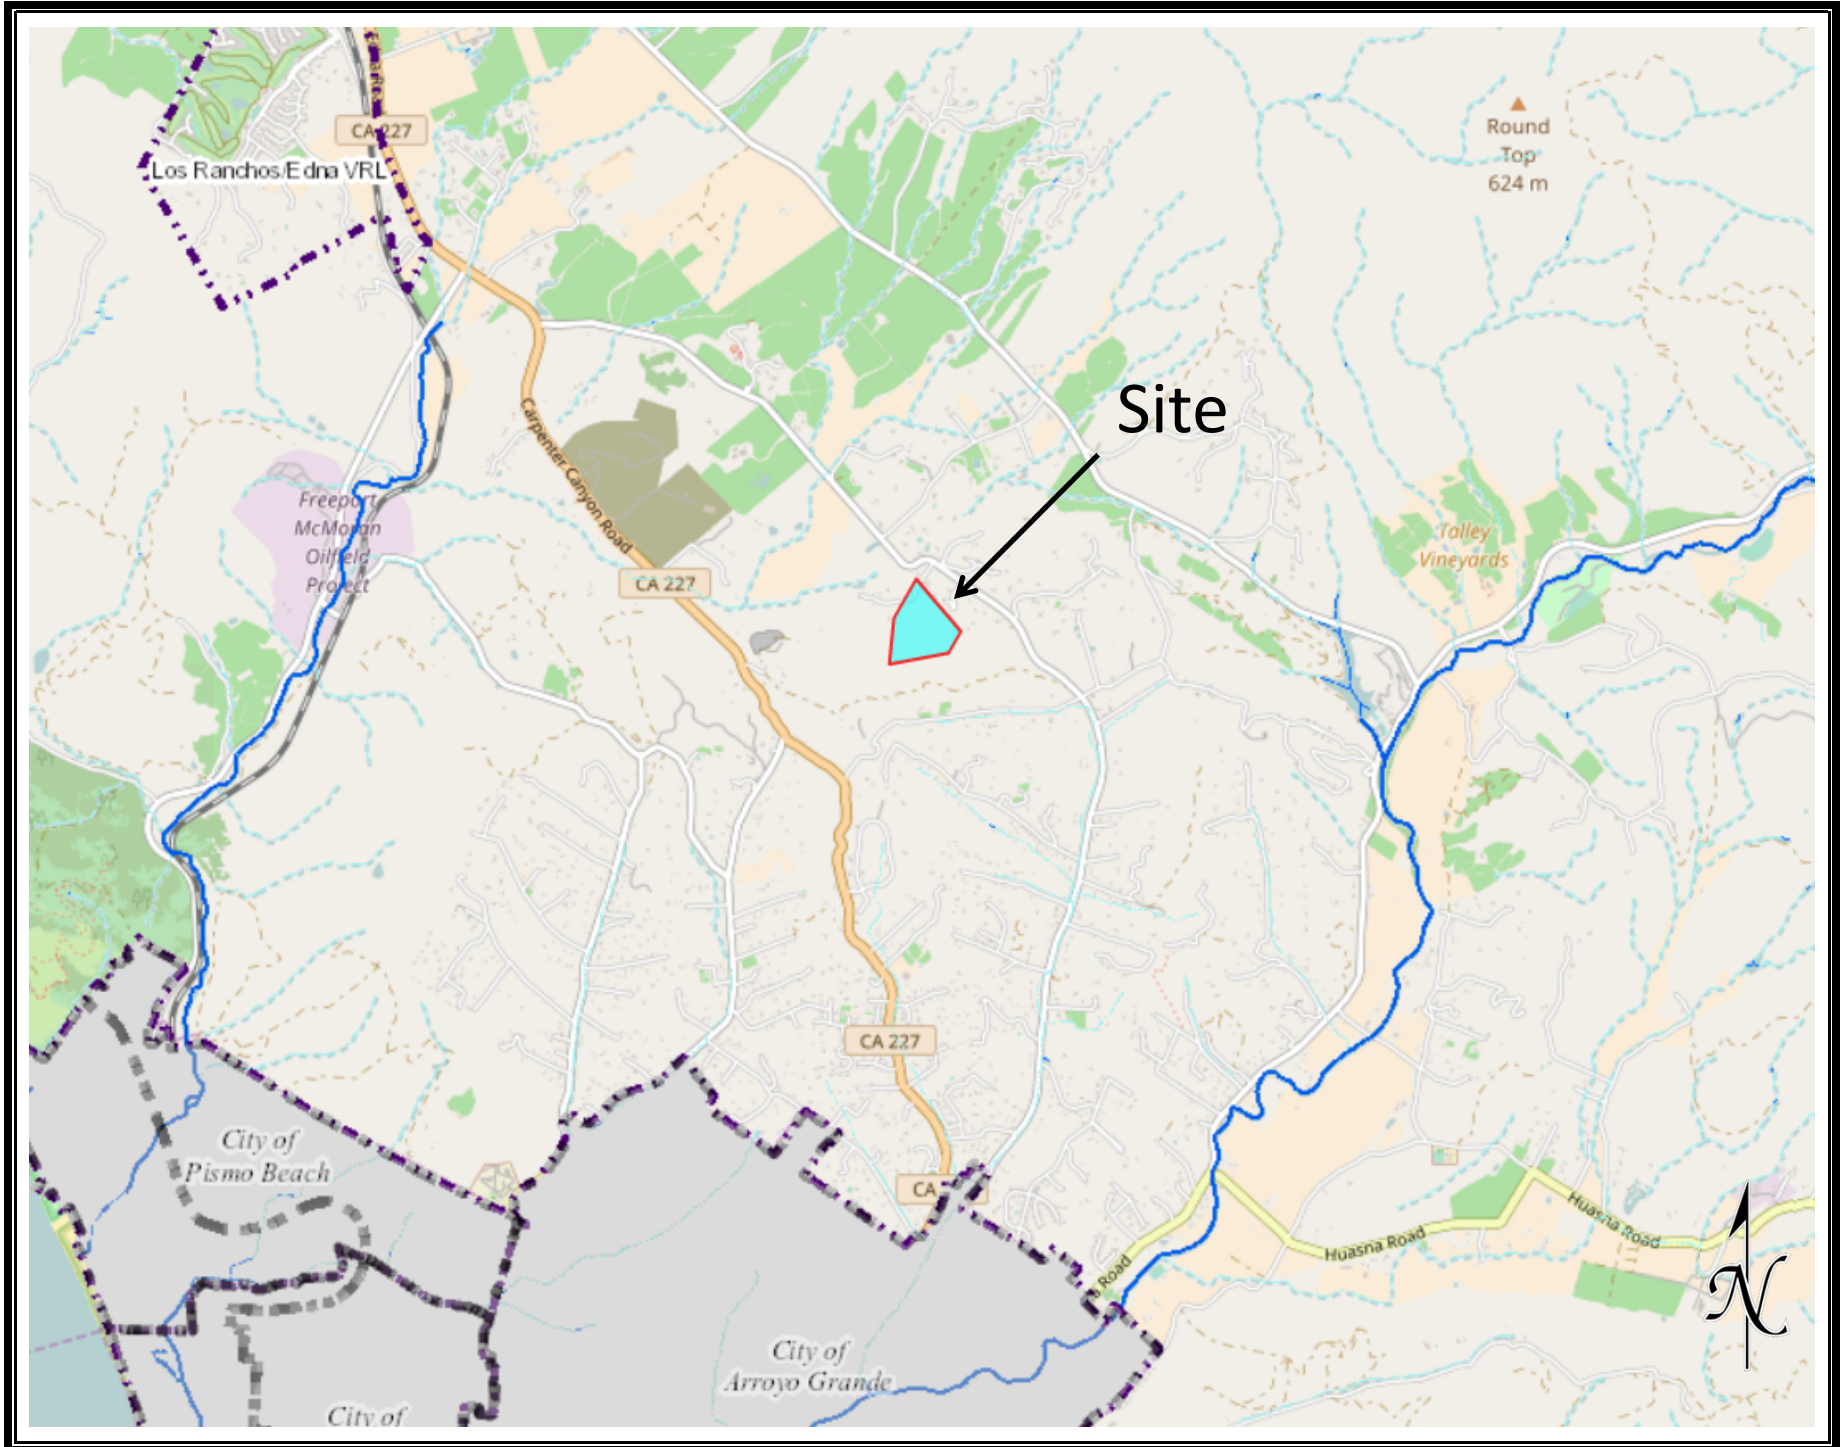 CA 227
Los Ranchos/Edna VRL
Round
Top
624 m
Site
Carpenter Canyon Road
Freeport
McMoran
Oilfield
Project
Talley
Vineyards
CA 227
CA 227
City of
Pismo Beach
CA
Huasna Road
Huasna Road
Road
City of
Arroyo Grande
City of
N